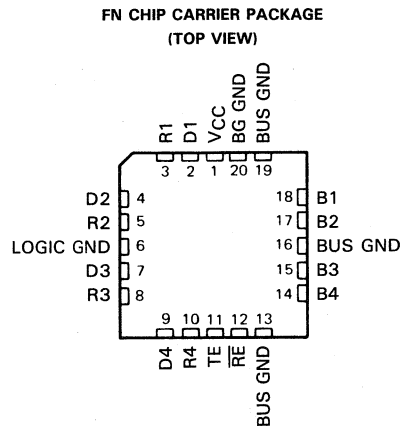 FN CHIP CARRIER PACKAGE
(TOP VIEW)
R1 D1 VCC BG GND BUS GND
3 2 1 20 19
D2 4 18 B1
R2 5 17 B2
LOGIC GND 6 16 BUS GND
D3 7 15 B3
R3 8 14 B4
9 10 11 12 13
D4 R4 TE R̅E̅ BUS GND